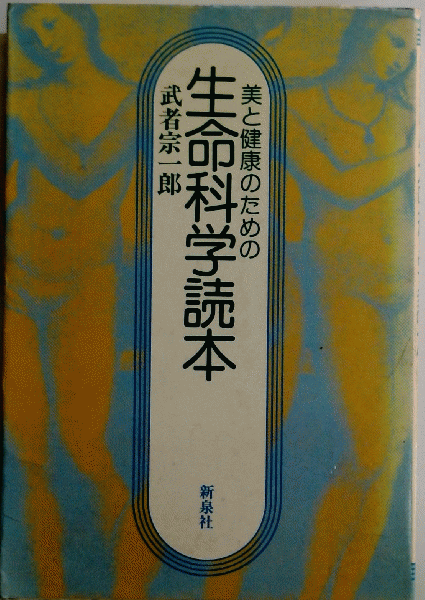 美と健康のための
生命科学読本
武者宗一郎
新泉社